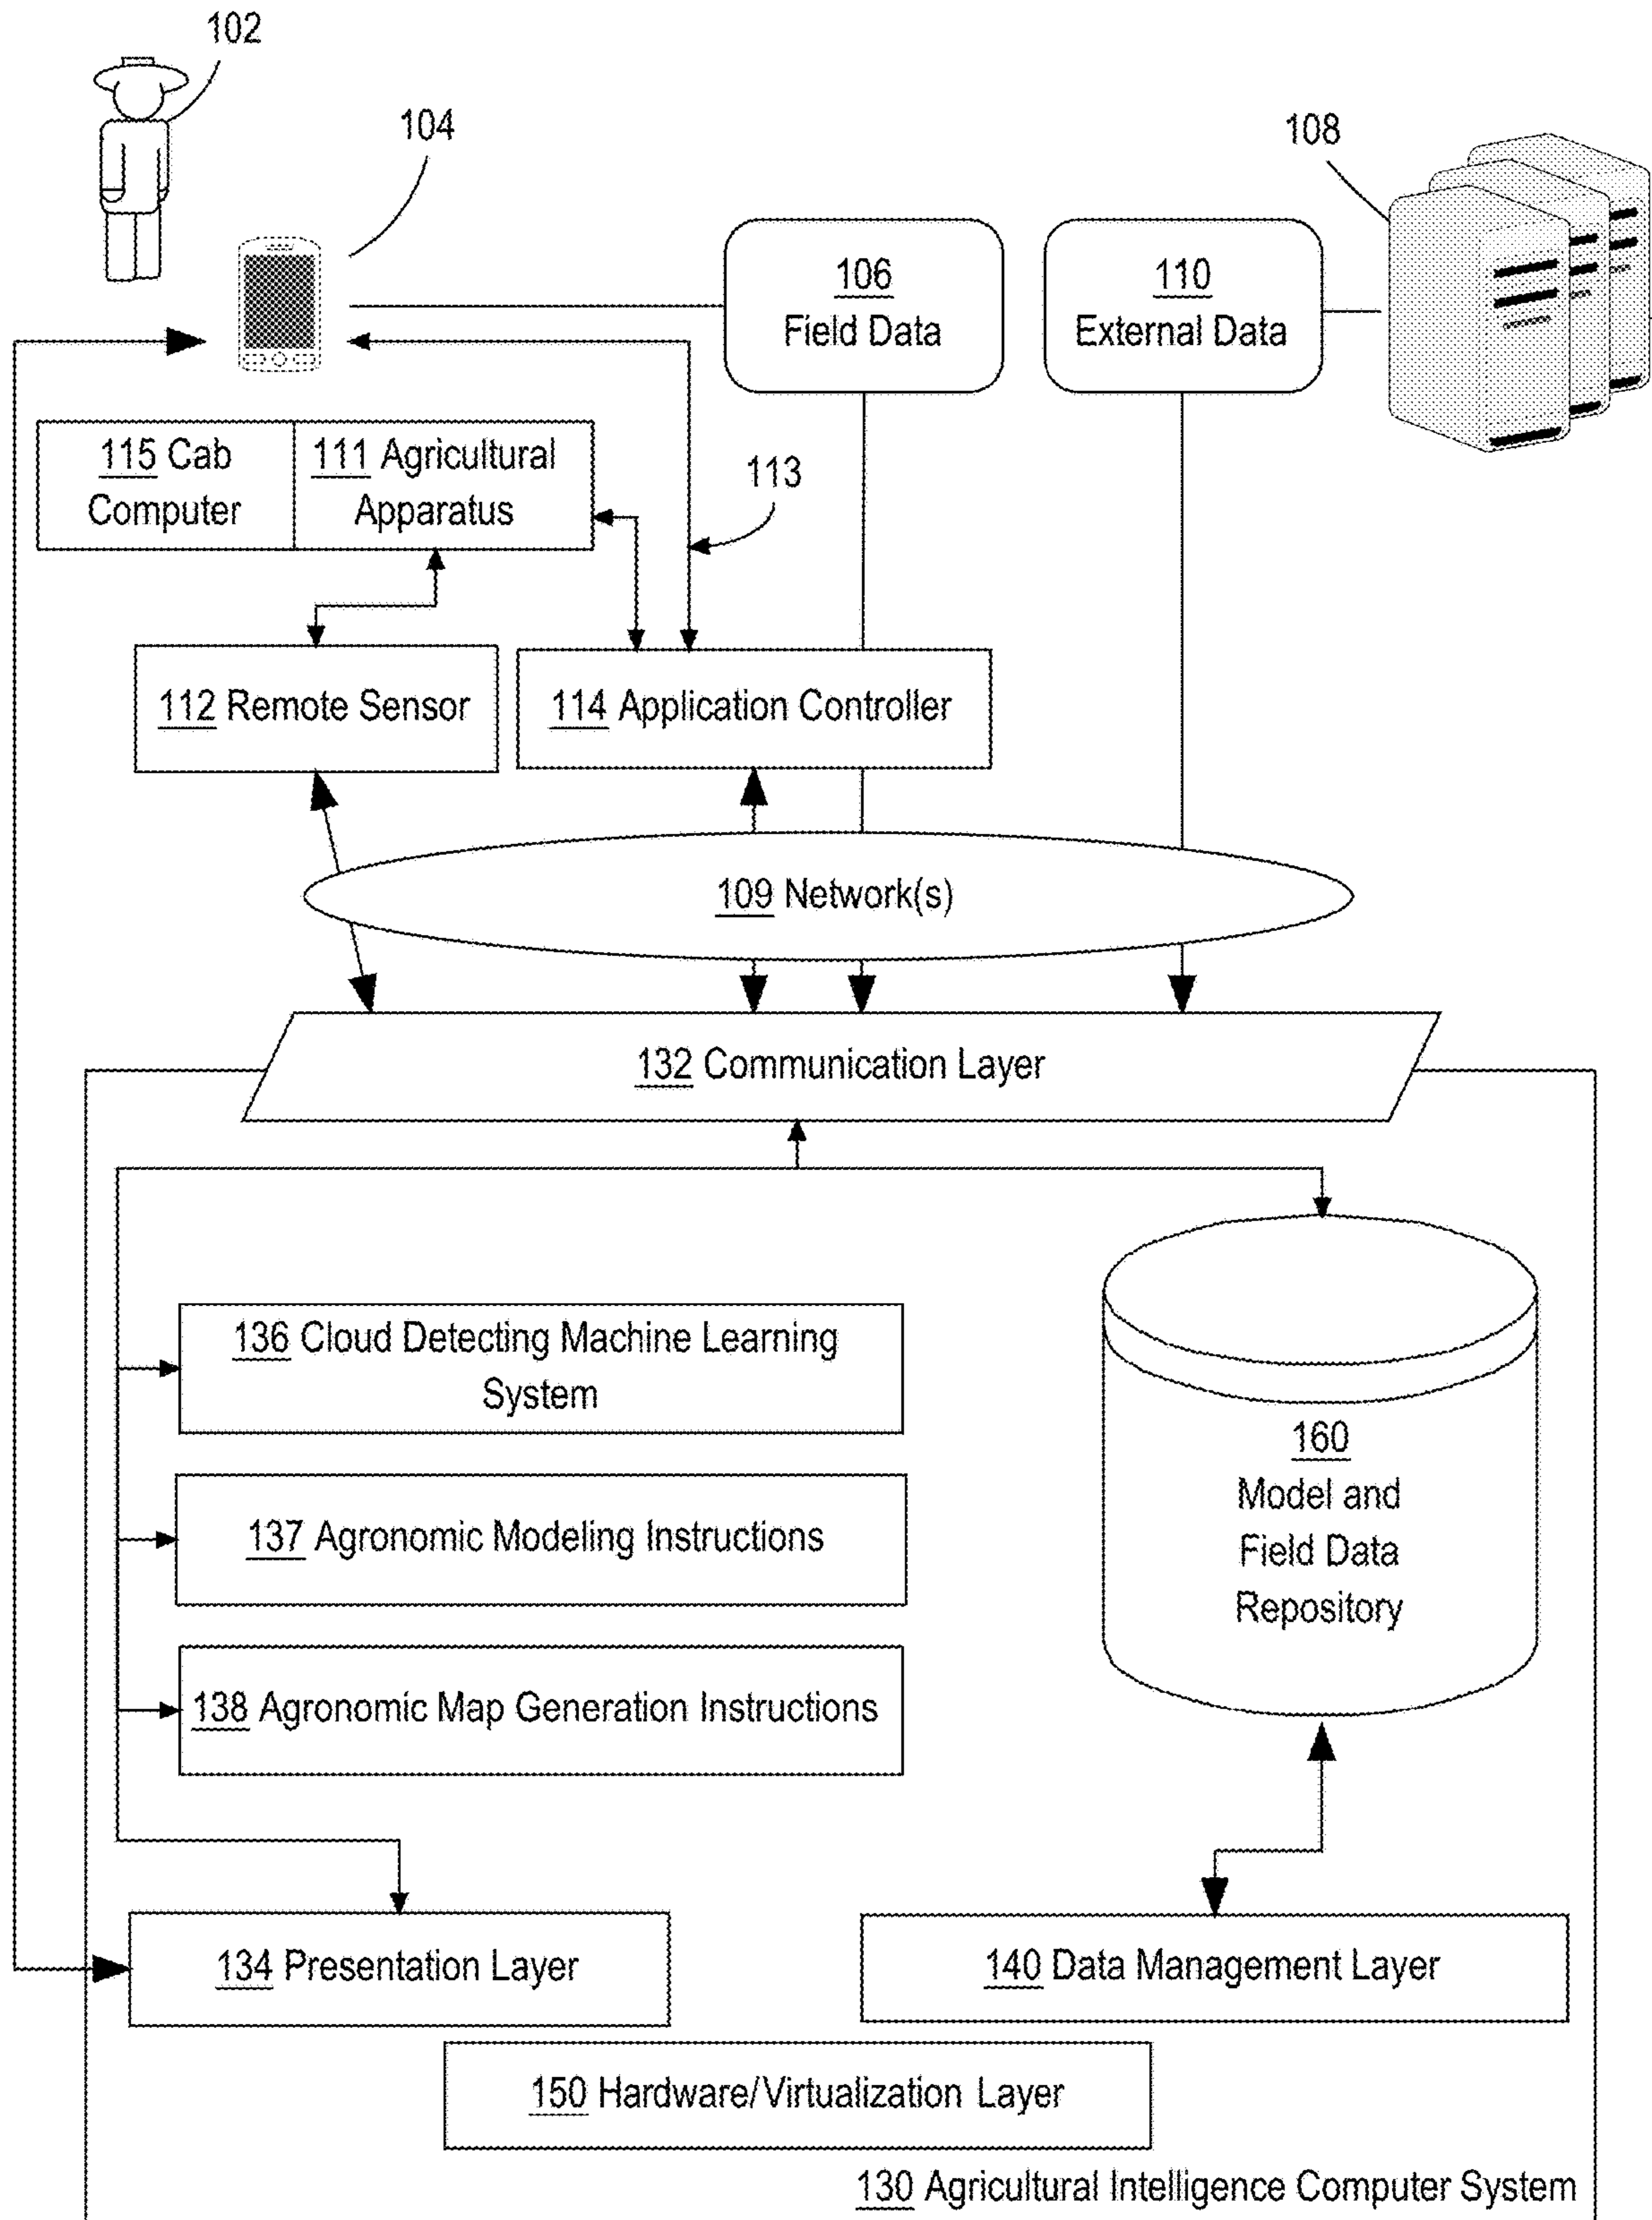 102
104
108
106
Field Data
110
External Data
115 Cab
Computer
111 Agricultural
Apparatus
113
112 Remote Sensor
114 Application Controller
109 Network(s)
132 Communication Layer
136 Cloud Detecting Machine Learning
System
160
Model and
Field Data
Repository
137 Agronomic Modeling Instructions
138 Agronomic Map Generation Instructions
134 Presentation Layer
140 Data Management Layer
150 Hardware/Virtualization Layer
130 Agricultural Intelligence Computer System